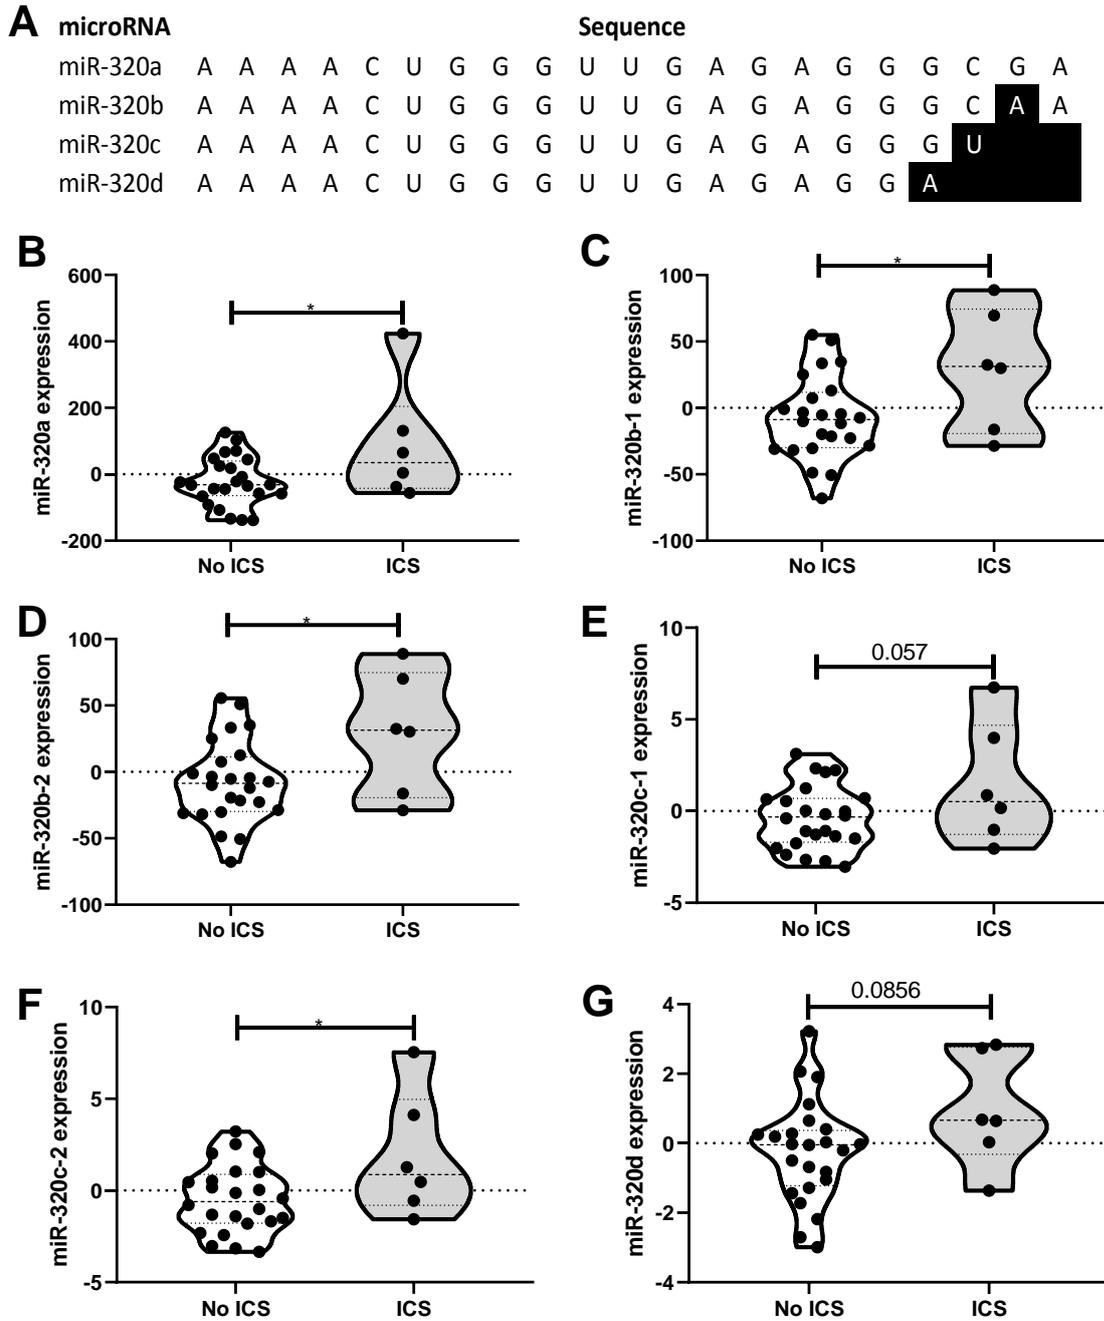 A microRNA Sequence
miR-320a A A A A C U G G G U U G A G A G G G C G A
miR-320b A A A A C U G G G U U G A G A G G G C A A
miR-320c A A A A C U G G G U U G A G A G G G U
miR-320d A A A A C U G G G U U G A G A G G A
B
miR-320a expression
600
400
200
0
-200
*
No ICS ICS
C
miR-320b-1 expression
100
50
0
-50
-100
*
No ICS ICS
D
miR-320b-2 expression
100
50
0
-50
-100
*
No ICS ICS
E
miR-320c-1 expression
10
5
0
-5
0.057
No ICS ICS
F
miR-320c-2 expression
10
5
0
-5
*
No ICS ICS
G
miR-320d expression
4
2
0
-2
-4
0.0856
No ICS ICS